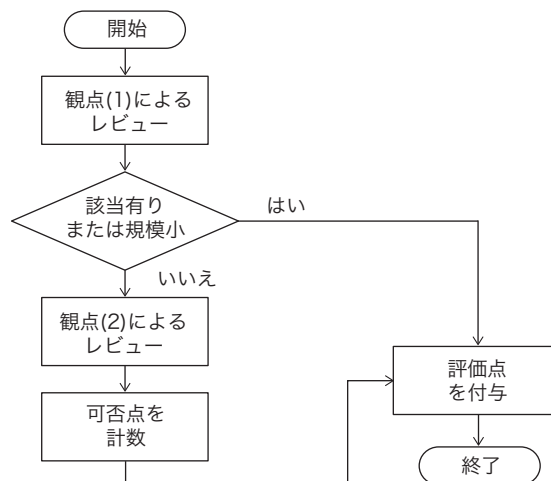 開始
観点(1)による
レビュー
該当有り
または規模小
はい
いいえ
観点(2)による
レビュー
可否点を
計数
評価点
を付与
終了